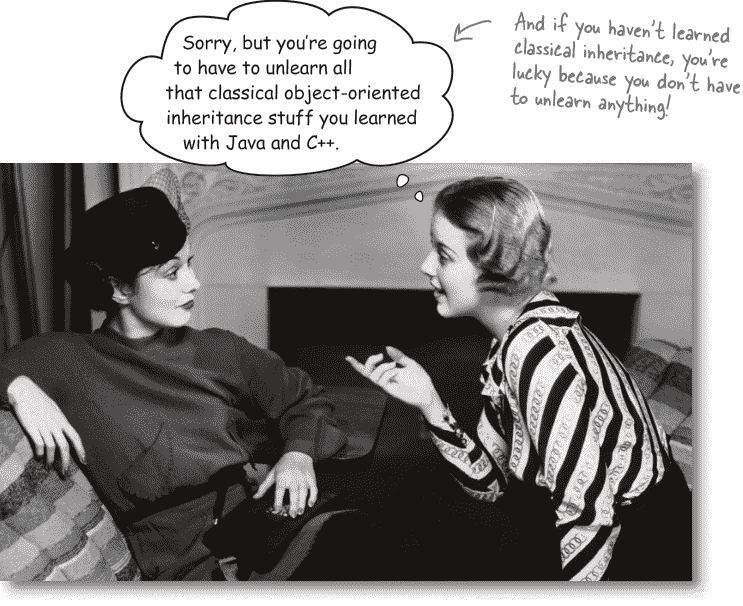 Sorry, but you're going
to have to unlearn all
that classical object-oriented
inheritance stuff you learned
with Java and C++.
And if you haven't learned
classical inheritance, you're
lucky because you don't have
to unlearn anything!